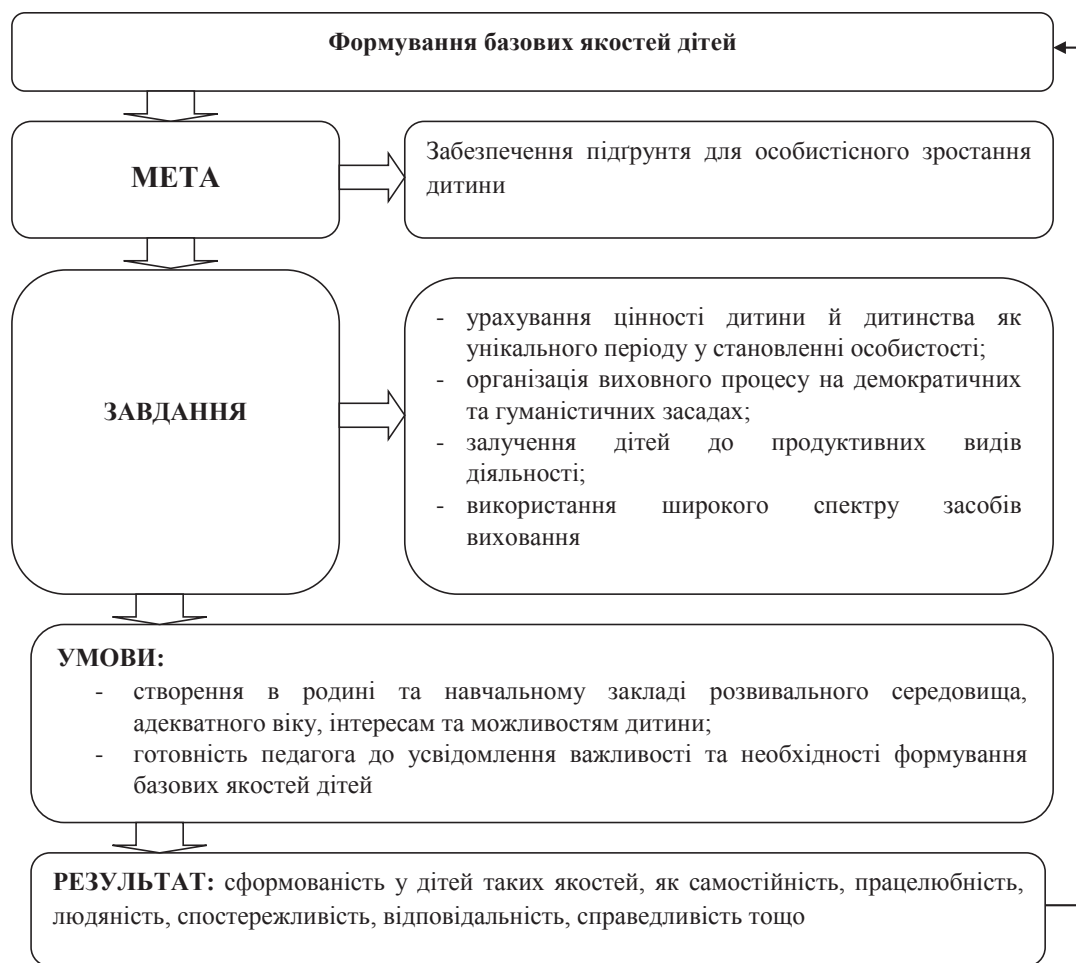 Формування базових якостей дітей
МЕТА
Забезпечення підґрунтя для особистісного зростання
дитини
ЗАВДАННЯ
- урахування цінності дитини й дитинства як
унікального періоду у становленні особистості;
- організація виховного процесу на демократичних
та гуманістичних засадах;
- залучення дітей до продуктивних видів
діяльності;
- використання широкого спектру засобів
виховання
УМОВИ:
- створення в родині та навчальному закладі розвивального середовища,
адекватного віку, інтересам та можливостям дитини;
- готовність педагога до усвідомлення важливості та необхідності формування
базових якостей дітей
РЕЗУЛЬТАТ: сформованість у дітей таких якостей, як самостійність, працелюбність,
людяність, спостережливість, відповідальність, справедливість тощо